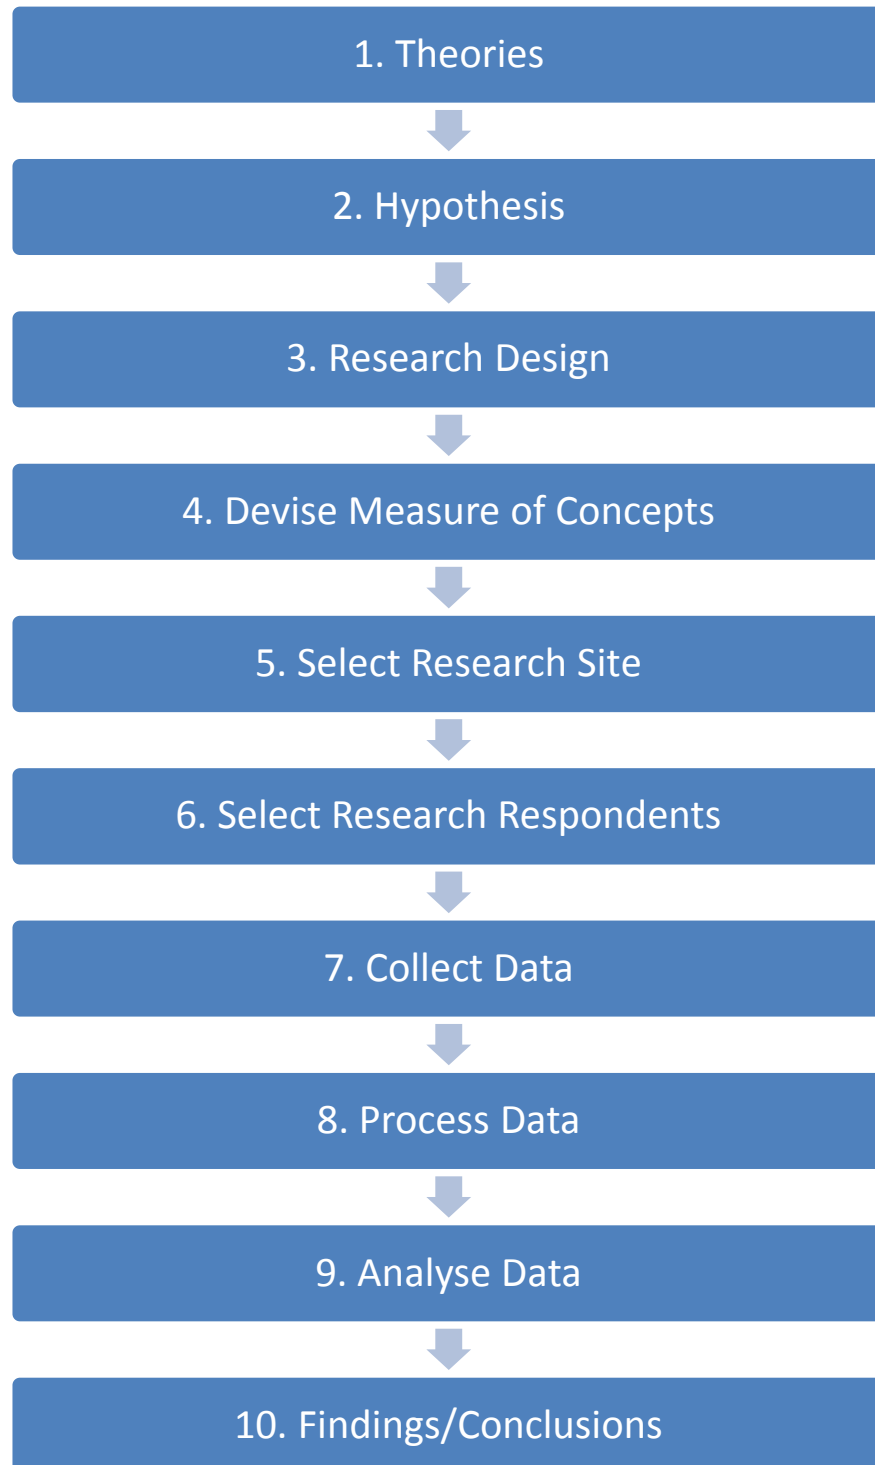 1. Theories
2. Hypothesis
3. Research Design
4. Devise Measure of Concepts
5. Select Research Site
6. Select Research Respondents
7. Collect Data
8. Process Data
9. Analyse Data
10. Findings/Conclusions